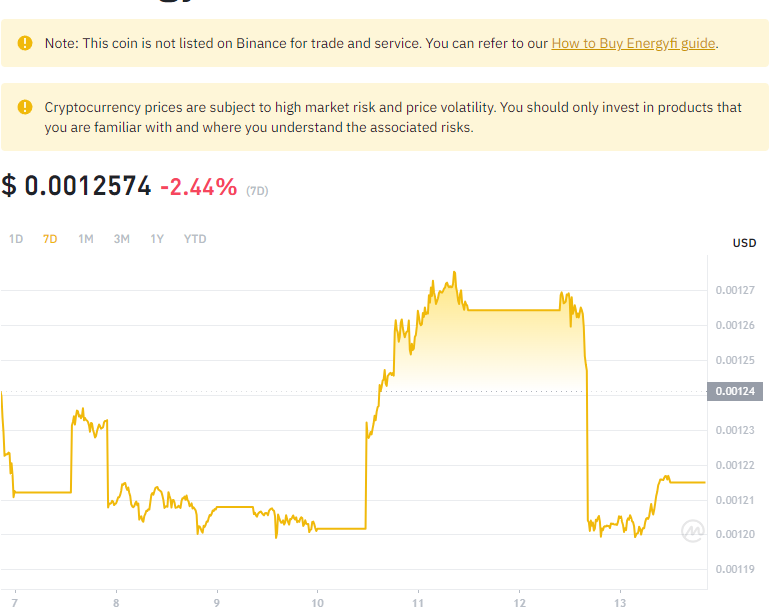 Note: This coin is not listed on Binance for trade and service. You can refer to our How to Buy Energyfi guide.
Cryptocurrency prices are subject to high market risk and price volatility. You should only invest in products that
you are familiar with and where you understand the associated risks.
$ 0.0012574 -2.44% (7D)
1D 7D 1M 3M 1Y YTD
USD
0.00127
0.00126
0.00125
0.00124
0.00123
0.00122
0.00121
0.00120
0.00119
7 8 9 10 11 12 13